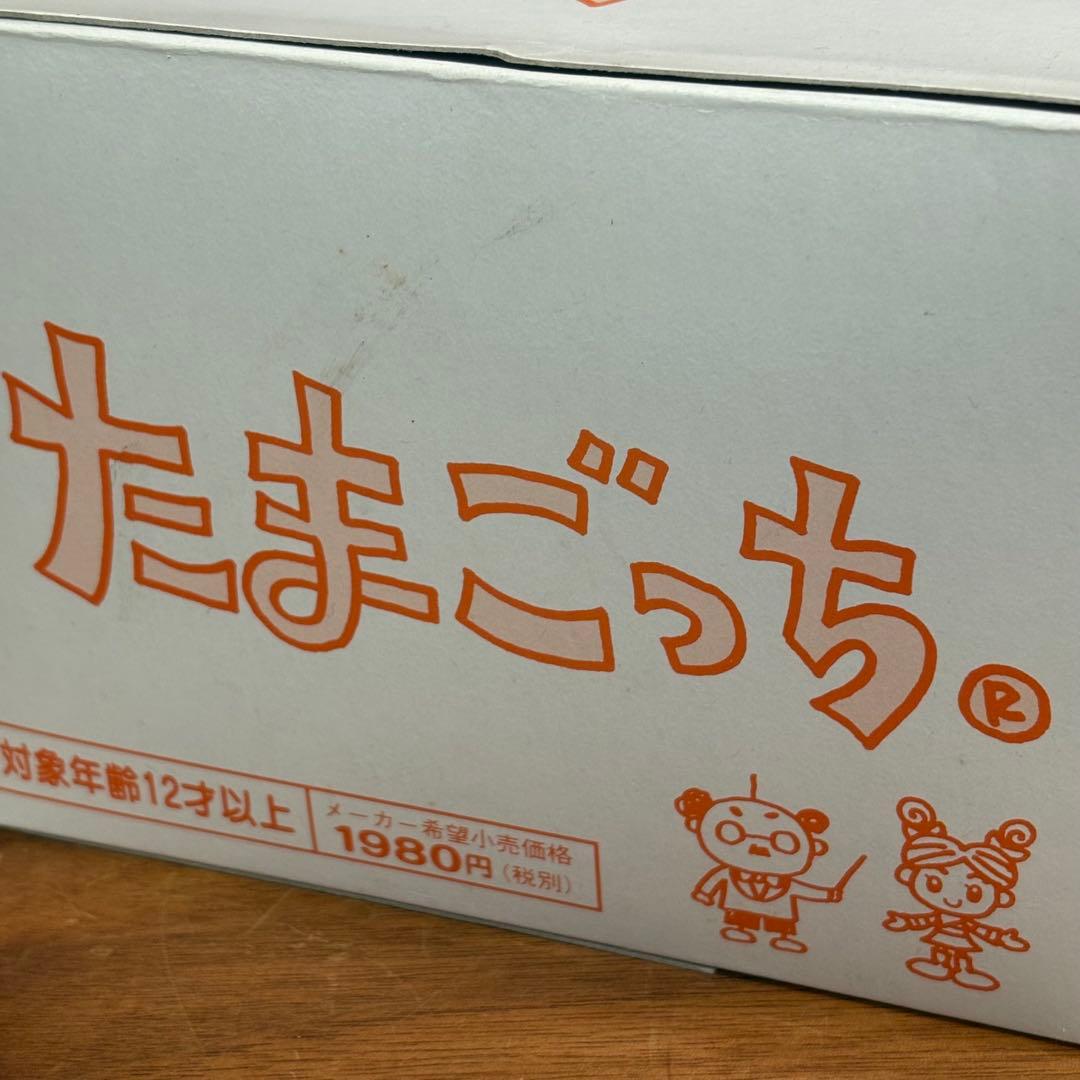 たまごっち®
対象年齢12才以上
メーカー希望小売価格
1980円(税別)